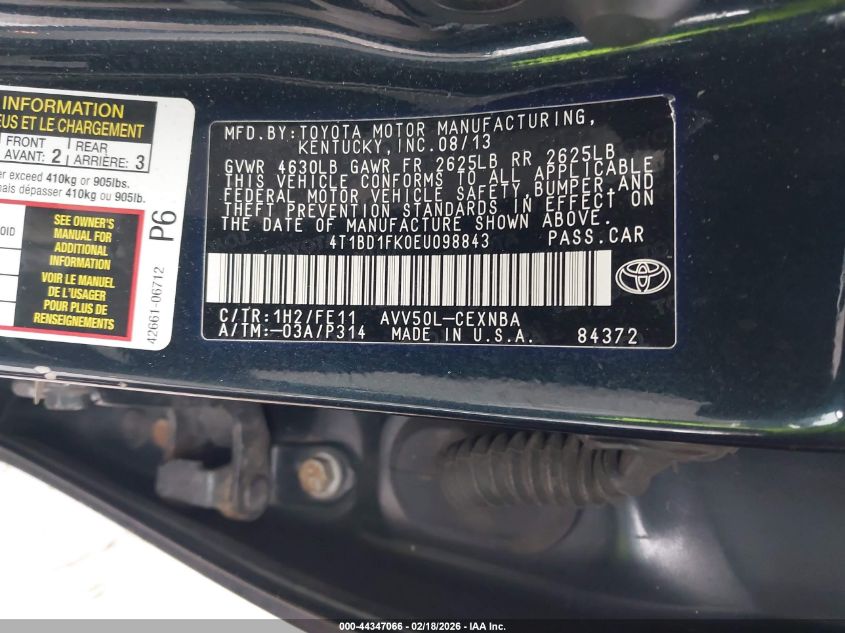 INFORMATION
EUS ET LE CHARGEMENT
FRONT
AVANT: 2
REAR
ARRIÈRE: 3
er exceed 410kg or 905lbs.
mais dépasser 410kg ou 905lb.
OID
SEE OWNER'S
MANUAL FOR
ADDITIONAL
INFORMATION
VOIR LE MANUEL
DE L'USAGER
POUR PLUS DE
RENSEIGNEMENTS
P6
42661-06712
MFD.BY:TOYOTA MOTOR MANUFACTURING,
KENTUCKY, INC.08/13
GVWR 4630LB GAWR FR 2625LB RR 2625LB
THIS VEHICLE CONFORMS TO ALL APPLICABLE
FEDERAL MOTOR VEHICLE SAFETY,BUMPER,AND
THEFT PREVENTION STANDARDS IN EFFECT ON
THE DATE OF MANUFACTURE SHOWN ABOVE.
4T1BD1FK0EU098843 PASS.CAR
C/TR:1H2/FE11 AVV50L-CEXNBA
A/TM:-03A/P314 MADE IN U.S.A. 84372
TOYOTA
000-44347066 - 02/18/2026 - IAA Inc.